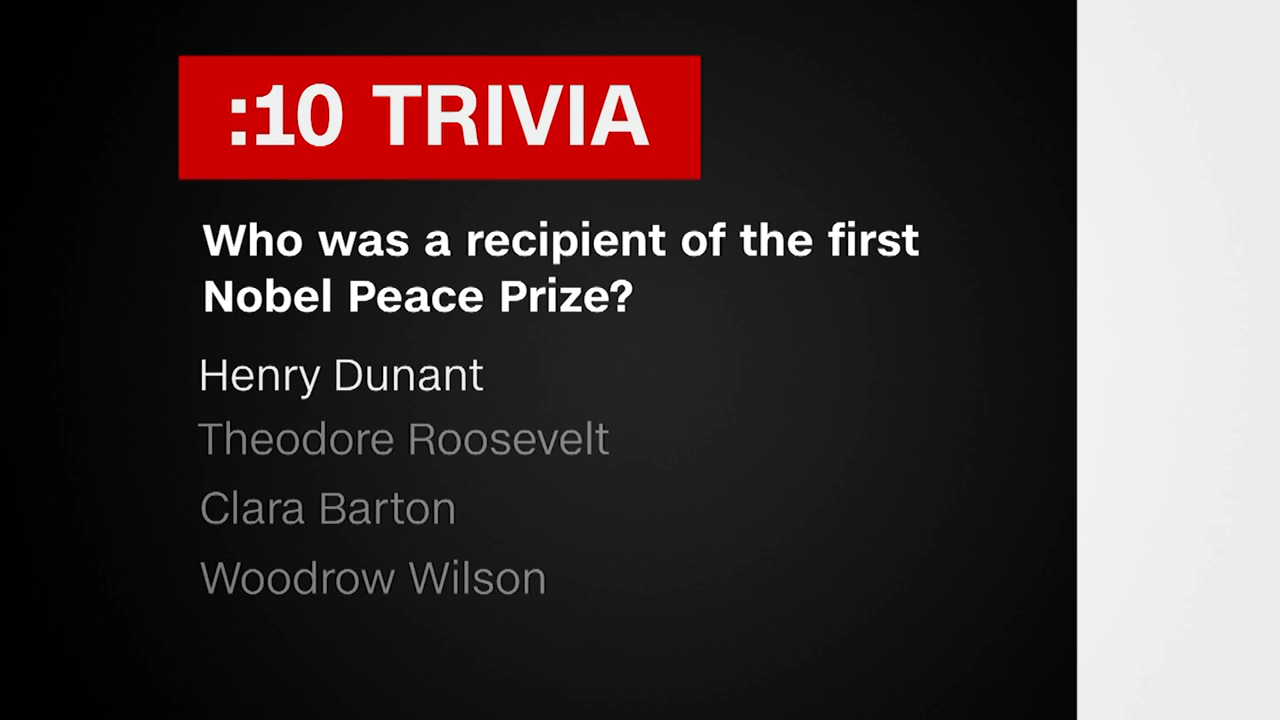 :10 TRIVIA
Who was a recipient of the first
Nobel Peace Prize?
Henry Dunant
Theodore Roosevelt
Clara Barton
Woodrow Wilson